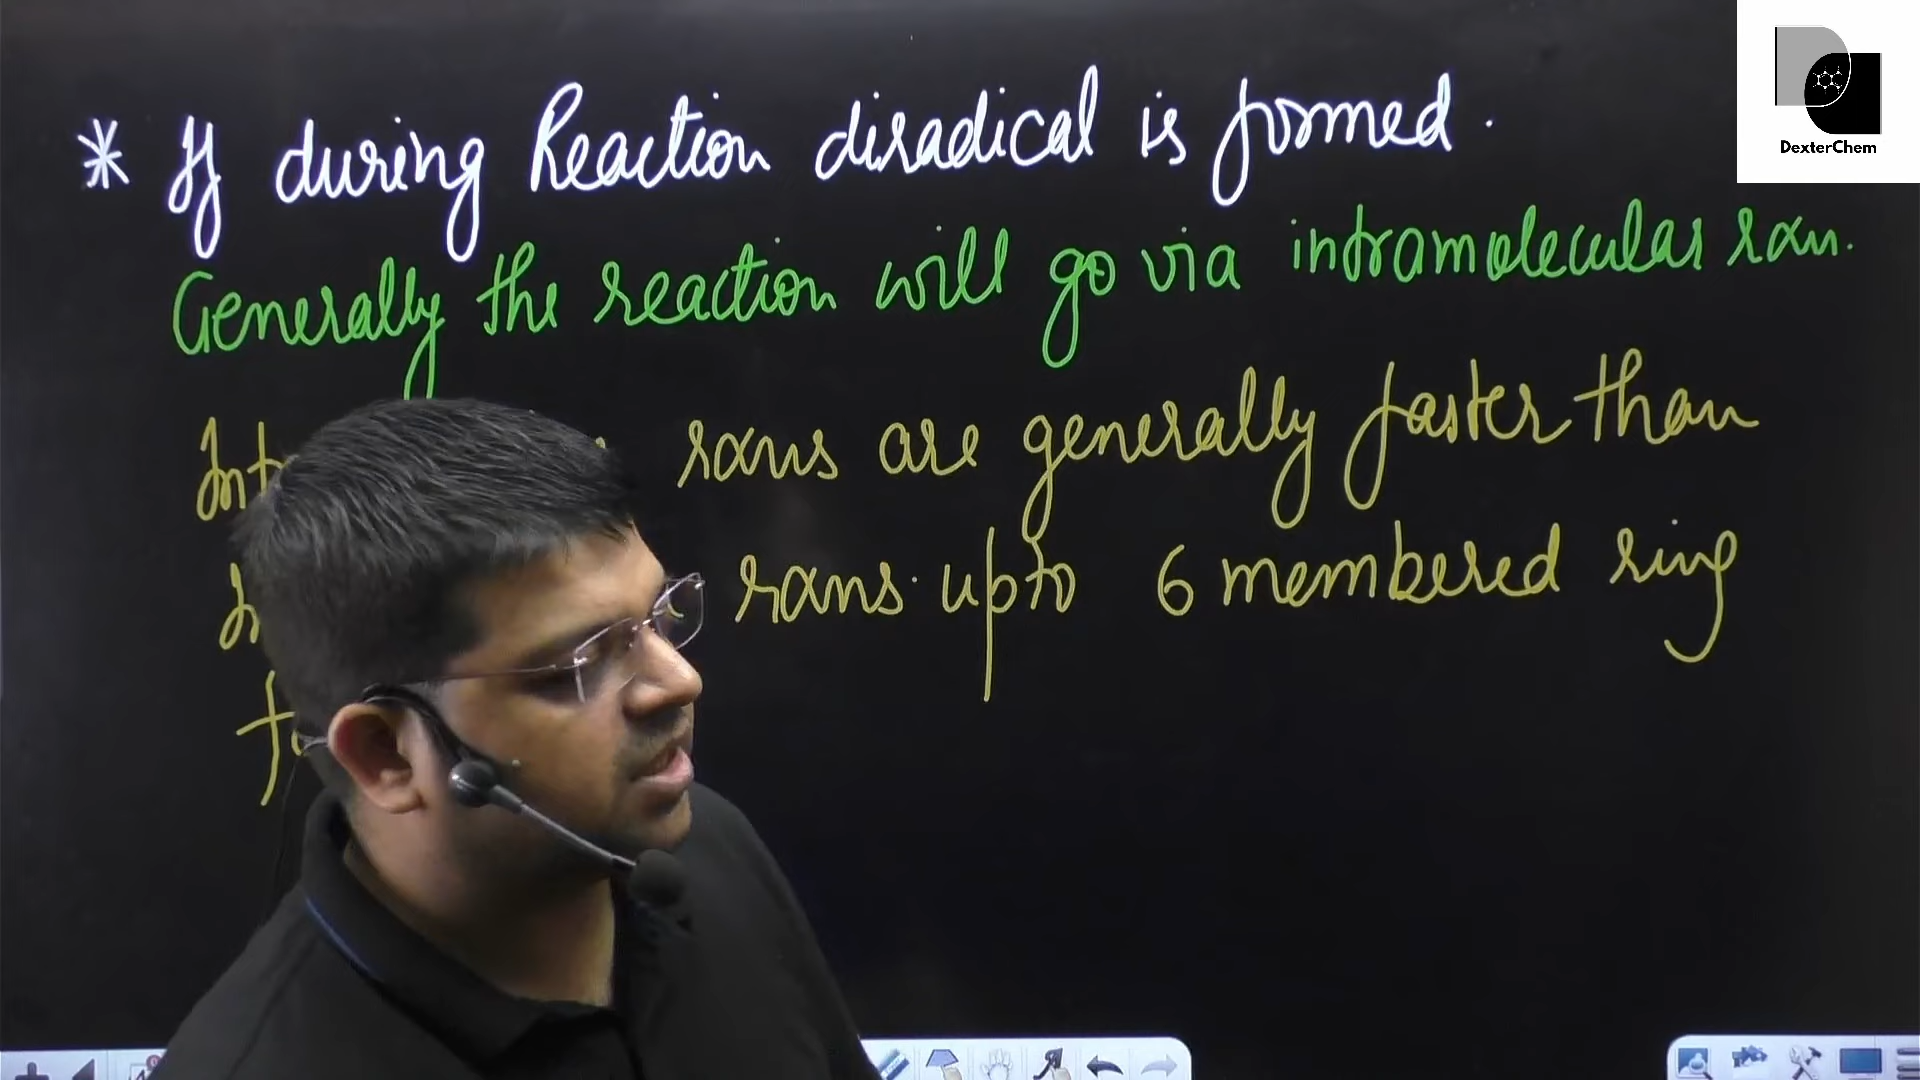 DexterChem
* If during Reaction diradical is formed.
Generally the reaction will go via intramolecular rxn.
rxns are generally faster than
rxns. upto 6 membered ring